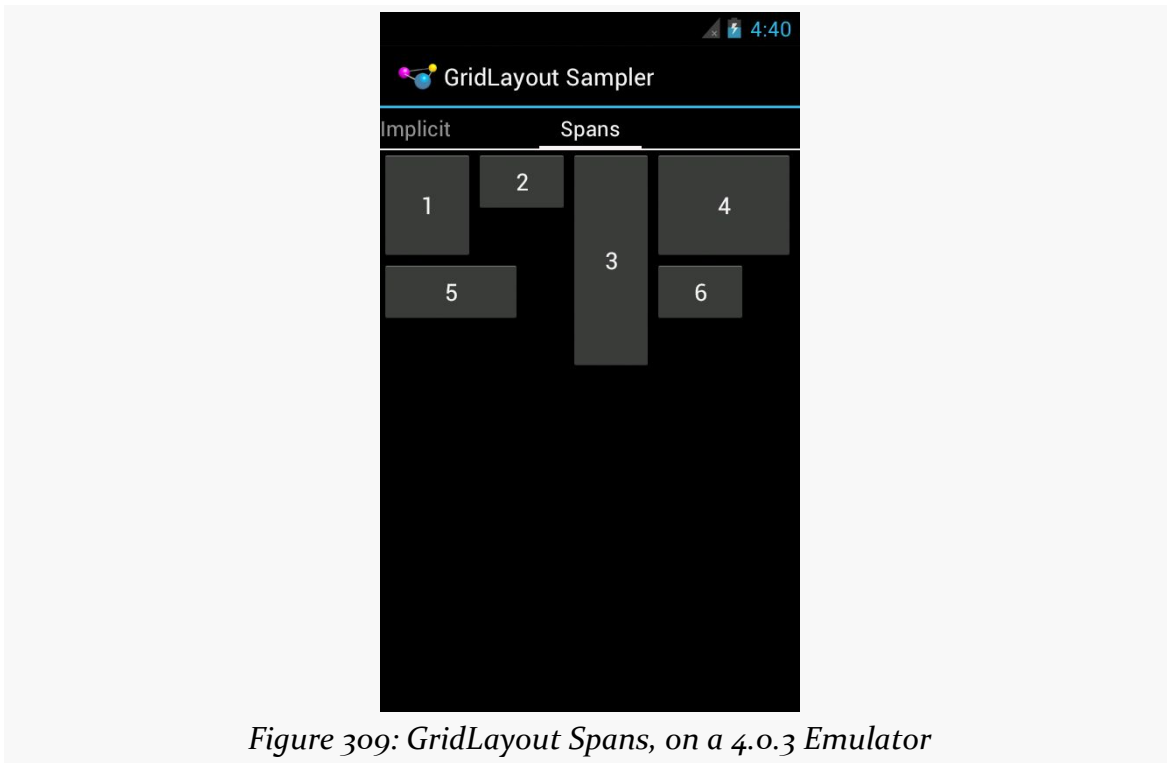 4:40
GridLayout Sampler
Implicit Spans
1 2 3 4
5 6
Figure 309: GridLayout Spans, on a 4.0.3 Emulator